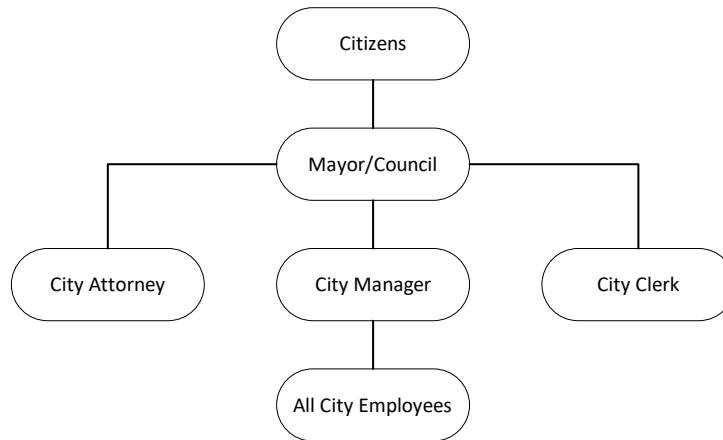 Citizens
Mayor/Council
City Attorney
City Manager
City Clerk
All City Employees